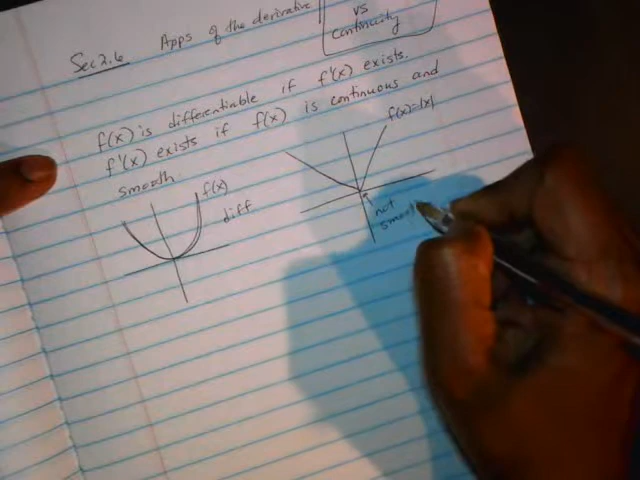 Sec 2.6 Apps of the derivative
vs
Continuity
f(x) is differentiable if f'(x) exists.
f'(x) exists if f(x) is continuous and
smooth
f(x)
diff
f(x)=|x|
not
smoo